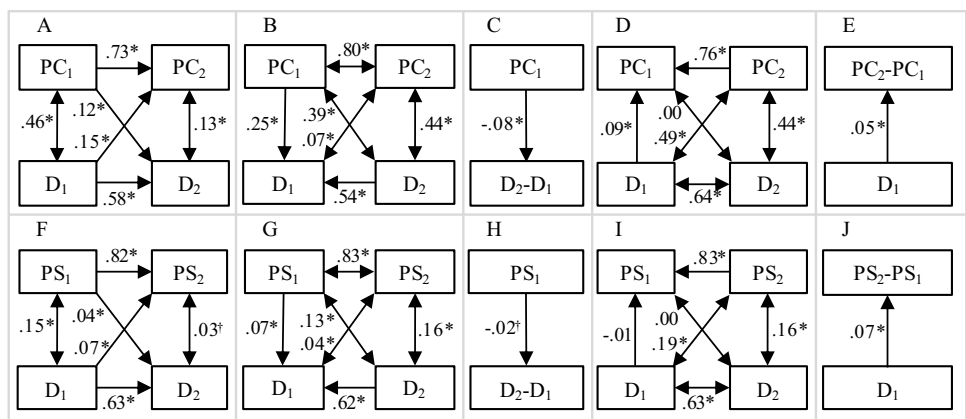 A
PC₁
.73*
PC₂
.46*
.12*
.15*
.13*
D₁
.58*
D₂
B
PC₁
.80*
PC₂
.25*
.39*
.07*
.44*
D₁
.54*
D₂
C
PC₁
-.08*
D₂-D₁
D
PC₁
.76*
PC₂
.09*
.00
.49*
.44*
D₁
.64*
D₂
E
PC₂-PC₁
.05*
D₁
F
PS₁
.82*
PS₂
.15*
.04*
.07*
.03†
D₁
.63*
D₂
G
PS₁
.83*
PS₂
.07*
.13*
.04*
.16*
D₁
.62*
D₂
H
PS₁
-.02†
D₂-D₁
I
PS₁
.83*
PS₂
-.01
.00
.19*
.16*
D₁
.63*
D₂
J
PS₂-PS₁
.07*
D₁